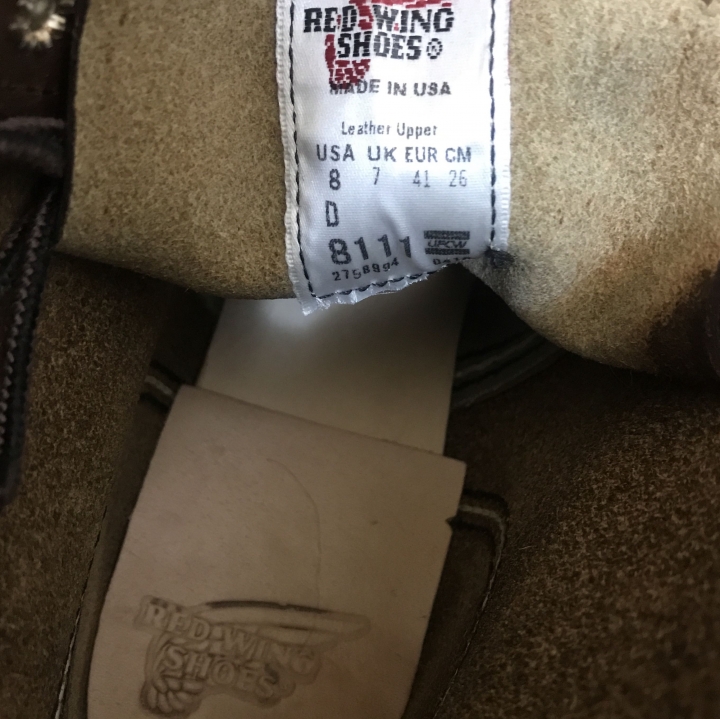 RED WING
SHOES®
MADE IN USA
Leather Upper
USA UK EUR CM
8 7 41 26
D
8111 UFCW
RED WING
SHOES